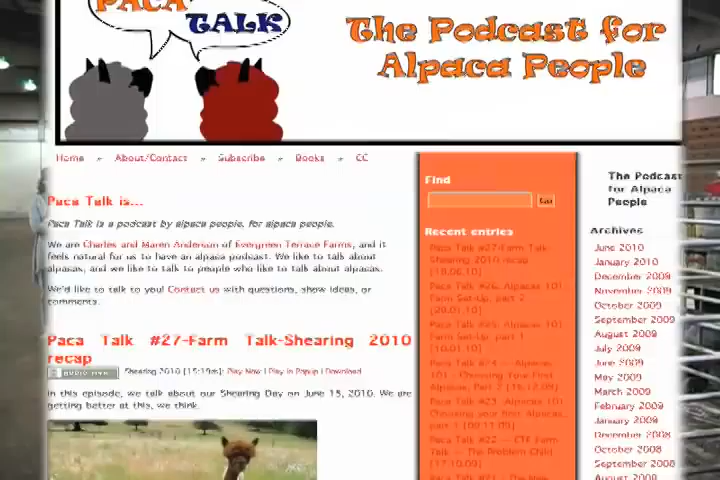 PACA
TALK
The Podcast for
Alpaca People
Home » About/Contact » Subscribe » Books » CC
Paca Talk is...
Paca Talk is a podcast by alpaca people, for alpaca people.
We are Charles and Maren Anderson of Evergreen Terrace Farms, and it
feels natural for us to have an alpaca podcast. We like to talk about
alpacas, and we like to talk to people who like to talk about alpacas.
We'd like to talk to you! Contact us with questions, show ideas, or
comments.
Paca Talk #27-Farm Talk-Shearing 2010
recap
Shearing 2010 [15:19m]: Play Now | Play in Popup | Download
In this episode, we talk about our Shearing Day on June 15, 2010. We are
getting better at this, we think.
Find
Recent entries
Paca Talk #27-Farm Talk-
Shearing 2010 recap
Paca Talk #26: Alpacas 101
Farm Set-Up, part 2
[20.01.10]
Paca Talk #25: Alpacas 101
Farm Set-Up, part 1
[10.01.10]
Paca Talk #24 — Alpacas
101 - Choosing Your First
Alpacas, Part 2
Paca Talk #23: Alpacas 101
Choosing your first Alpacas,
part 1
Paca Talk #22 — CTF Farm
Talk — The Problem Child
[17.10.09]
The Podcast
for Alpaca
People
Archives
June 2010
January 2010
December 2009
November 2009
October 2009
September 2009
August 2009
July 2009
June 2009
May 2009
March 2009
February 2009
January 2009
December 2008
October 2008
September 2008
August 2008